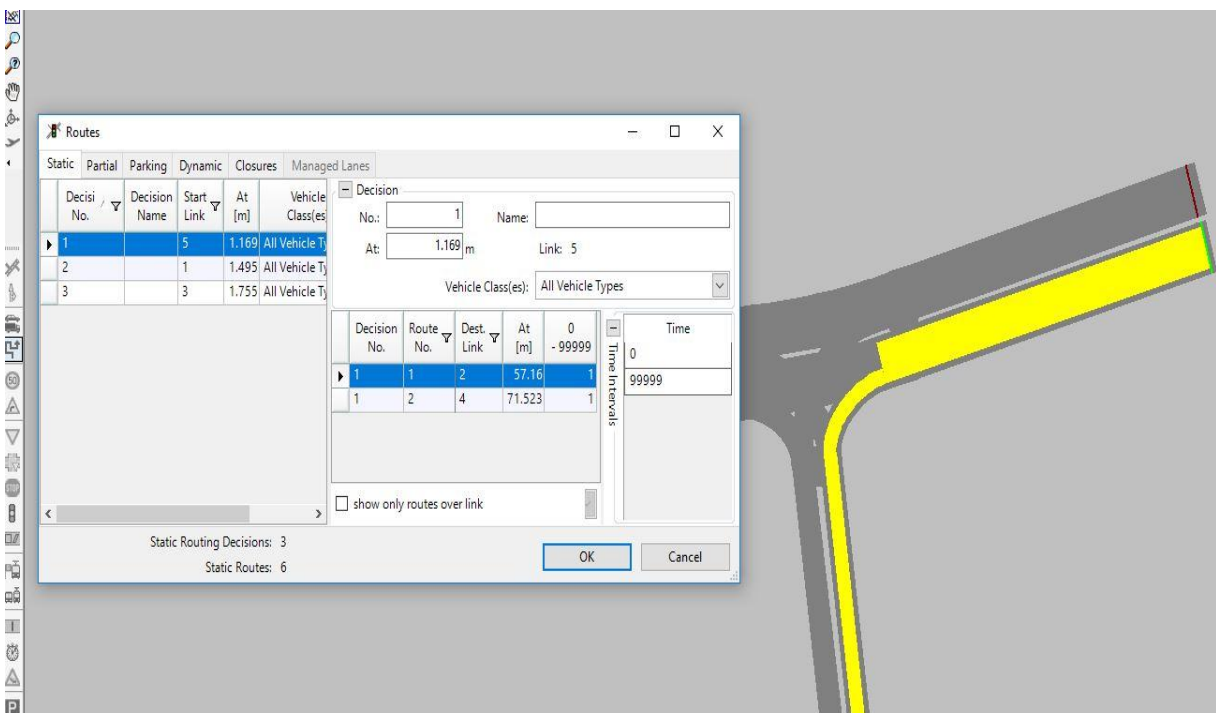 Routes
Static Partial Parking Dynamic Closures Managed Lanes
Decisi No. Decision Name Start Link At [m] Vehicle Class(es
1 5 1.169 All Vehicle Ty
2 1 1.495 All Vehicle Ty
3 3 1.755 All Vehicle Ty
Decision
No.: 1 Name:
At: 1.169 m Link: 5
Vehicle Class(es): All Vehicle Types
Decision No. Route No. Dest. Link At [m] 0 - 99999
1 1 2 57.16 1
1 2 4 71.523 1
Time Intervals
Time
0
99999
show only routes over link
Static Routing Decisions: 3
Static Routes: 6
OK Cancel
50
STOP
P